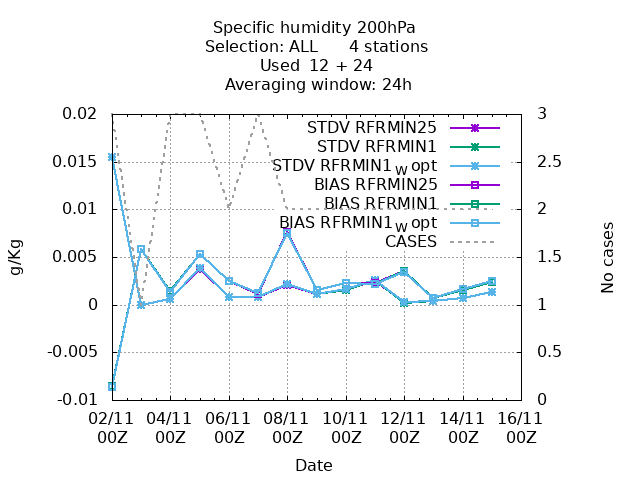 Specific humidity 200hPa
Selection: ALL 4 stations
Used 12 + 24
Averaging window: 24h
0.02
0.015
0.01
0.005
0
-0.005
-0.01
g/Kg
3
2.5
2
1.5
1
0.5
0
No cases
STDV RFRMIN25
STDV RFRMIN1
STDV RFRMIN1_W opt
BIAS RFRMIN25
BIAS RFRMIN1
BIAS RFRMIN1_W opt
CASES
02/11 04/11 06/11 08/11 10/11 12/11 14/11 16/11
00Z 00Z 00Z 00Z 00Z 00Z 00Z 00Z
Date